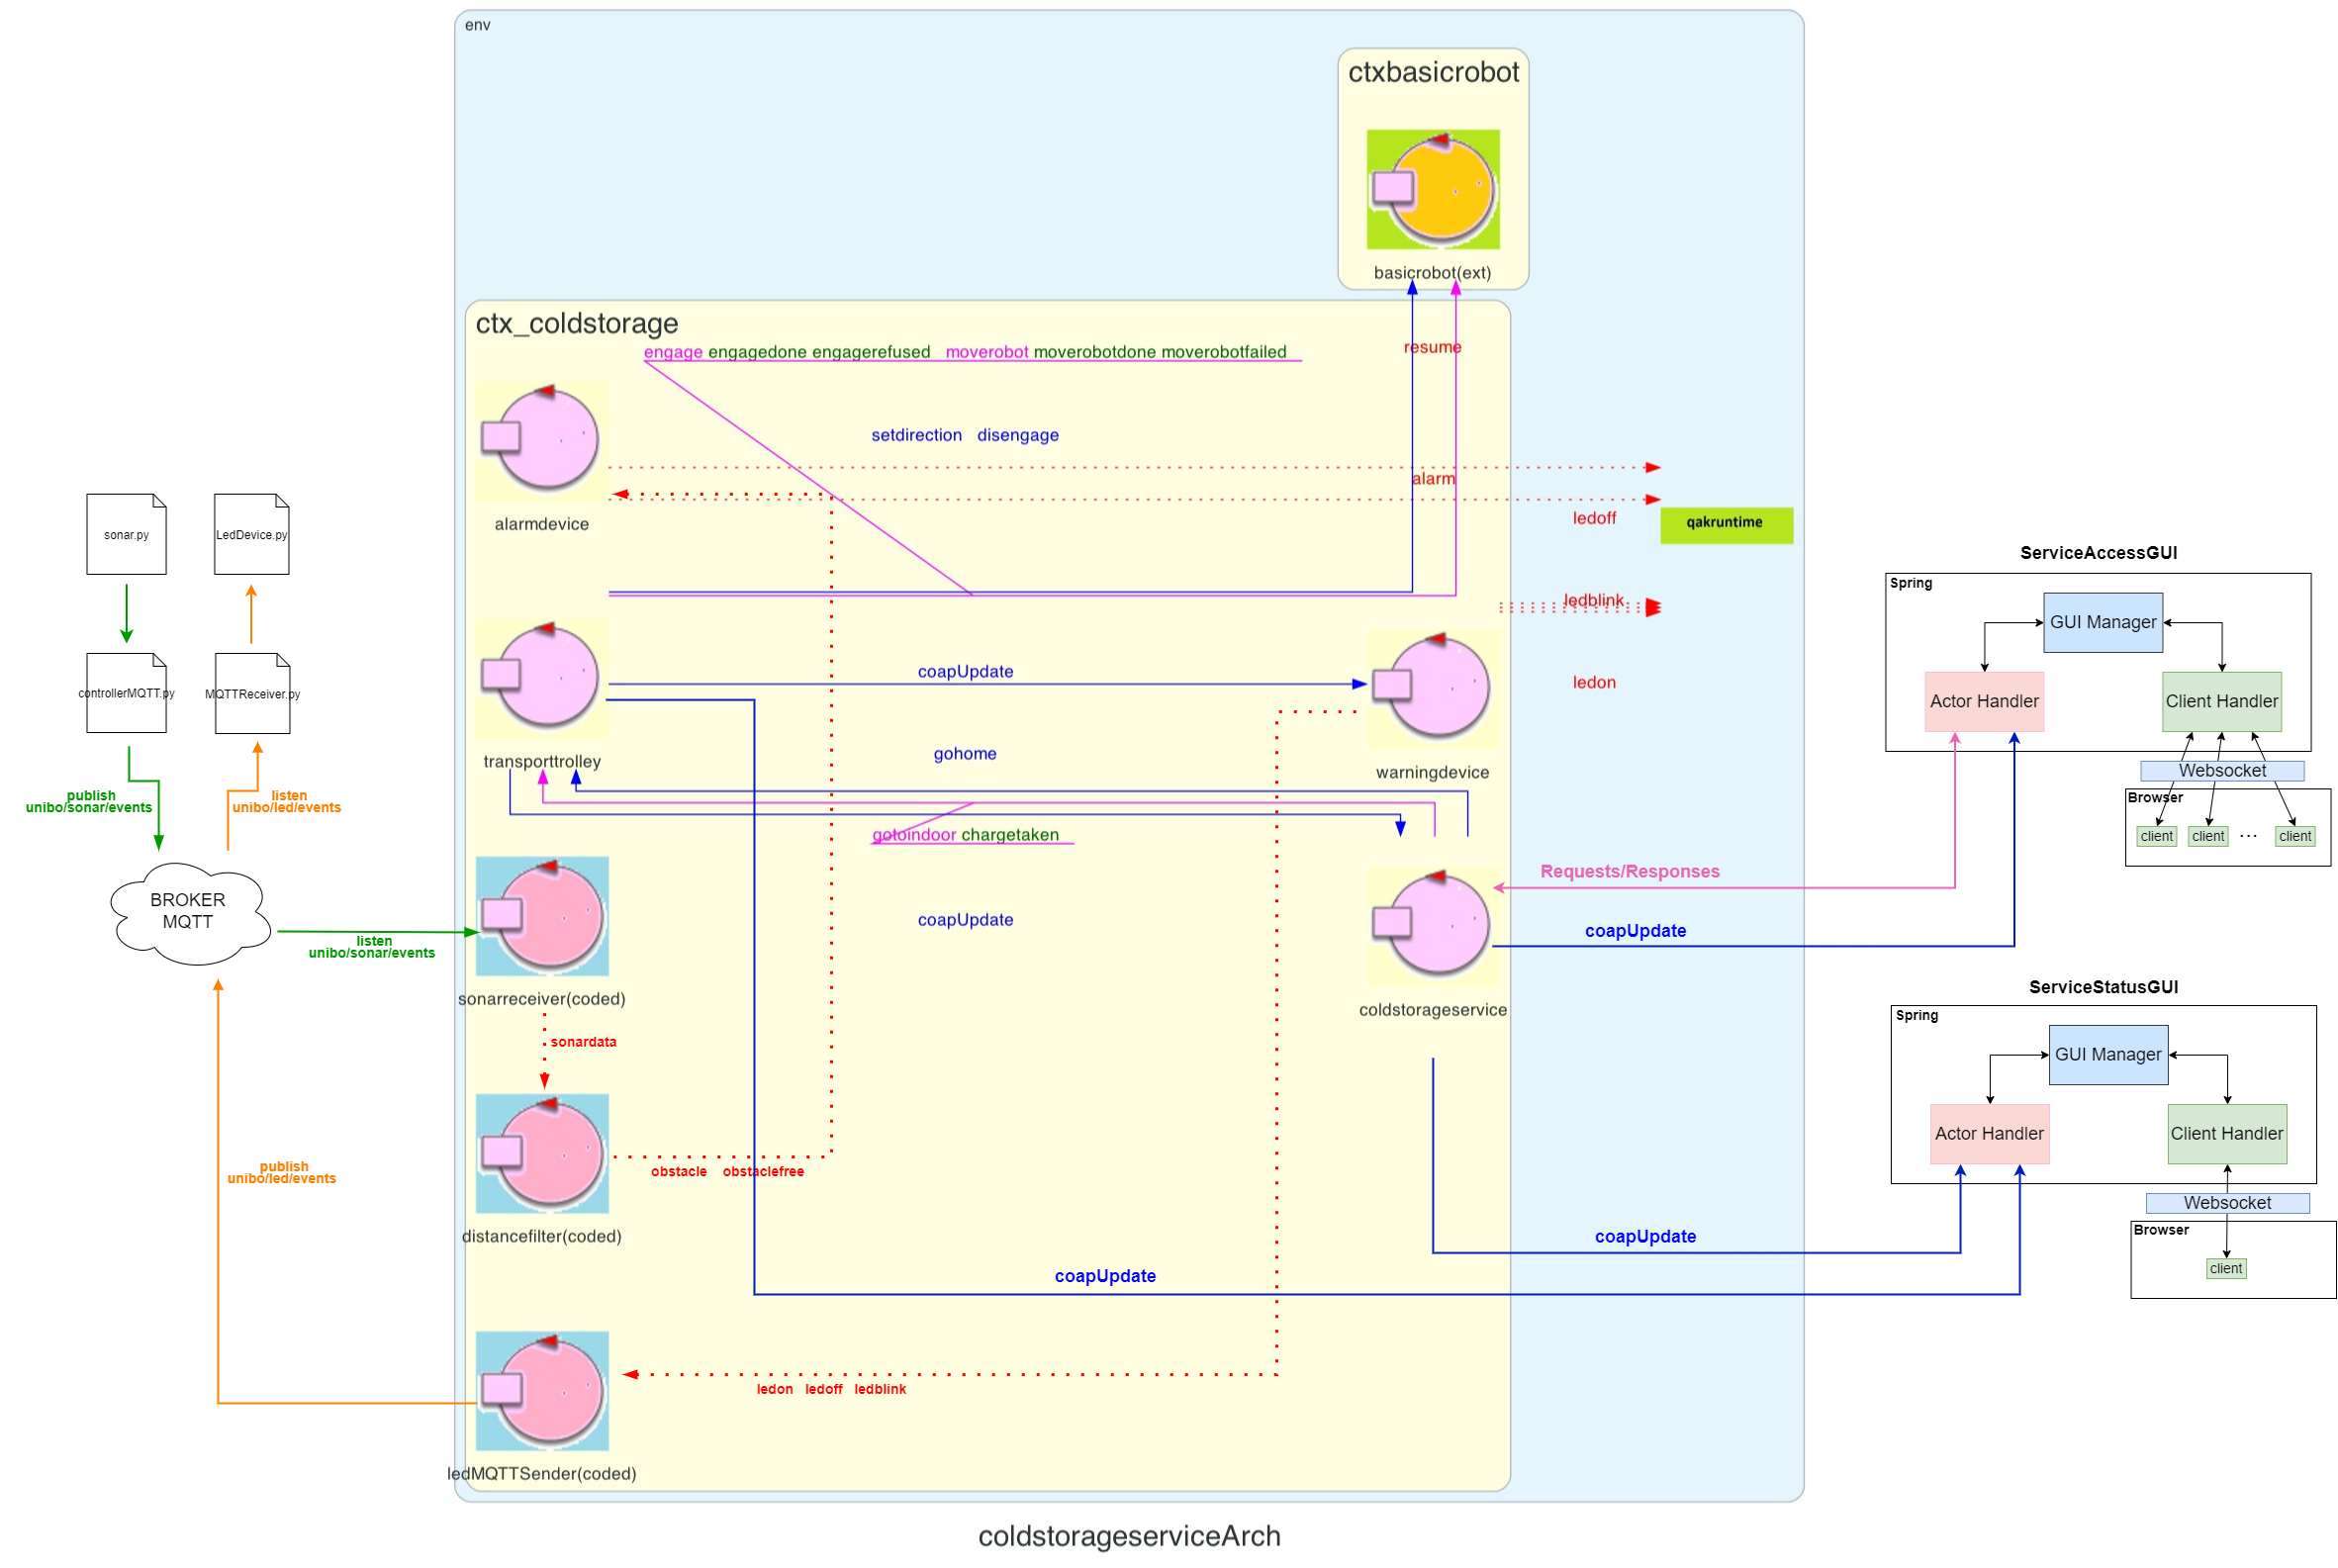 env
ctxbasicrobot
basicrobot(ext)
ctx_coldstorage
engage engagedone engagerefused moverobot moverobotdone moverobotfailed
resume
setdirection disengage
alarm
alarmdevice
ledoff
qakruntime
ledblink
coapUpdate
ledon
gohome
transporttrolley
warningdevice
gotoindoor chargetaken
coapUpdate
sonarreceiver(coded)
coldstorageservice
sonardata
obstacle obstaclefree
distancefilter(coded)
coapUpdate
ledon ledoff ledblink
ledMQTTSender(coded)
coldstorageserviceArch
sonar.py
LedDevice.py
controllerMQTT.py
MQTTReceiver.py
publish
unibo/sonar/events
listen
unibo/led/events
BROKER
MQTT
listen
unibo/sonar/events
publish
unibo/led/events
ServiceAccessGUI
Spring
GUI Manager
Actor Handler
Client Handler
Websocket
Browser
client
client
...
client
Requests/Responses
coapUpdate
ServiceStatusGUI
Spring
GUI Manager
Actor Handler
Client Handler
Websocket
Browser
client
coapUpdate